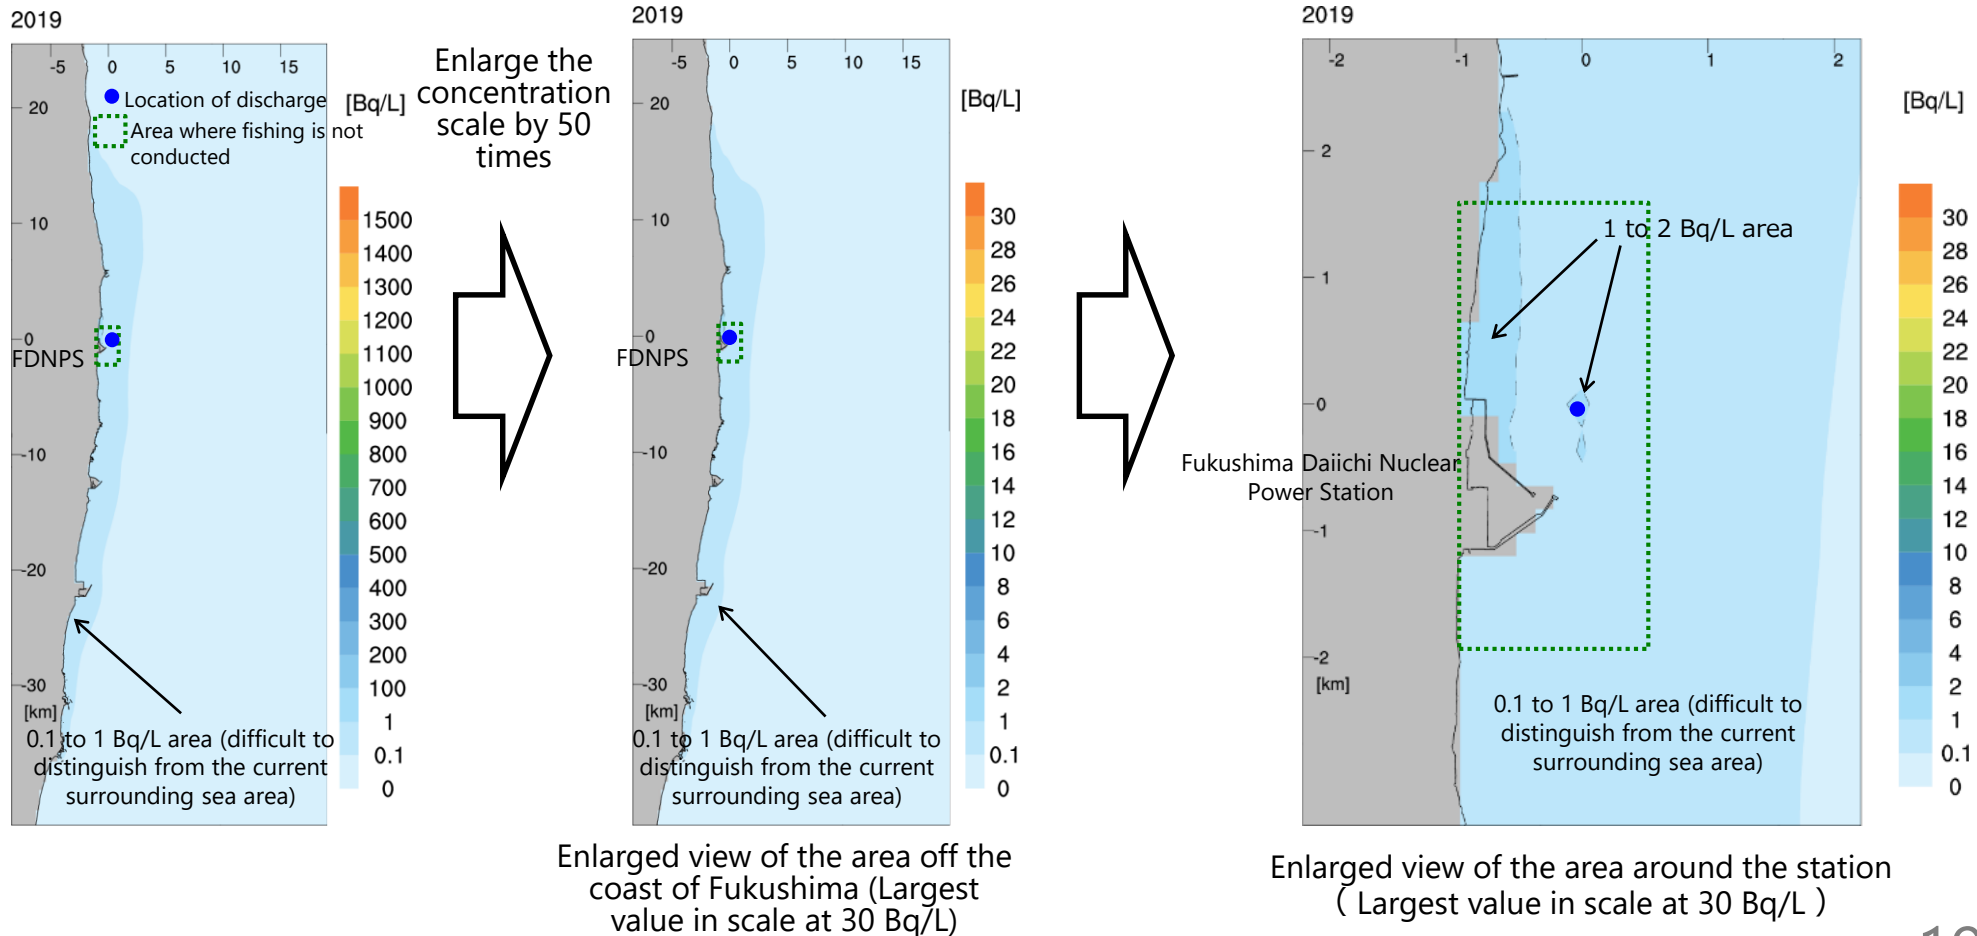 2019
-5 0 5 10 15
Location of discharge
Area where fishing is not
conducted
20
10
0
FDNPS
-10
-20
-30
[km]
0.1 to 1 Bq/L area (difficult to
distinguish from the current
surrounding sea area)
[Bq/L]
1500
1400
1300
1200
1100
1000
900
800
700
600
500
400
300
200
100
1
0.1
0
Enlarge the
concentration
scale by 50
times
2019
-5 0 5 10 15
20
10
0
FDNPS
-10
-20
-30
[km]
0.1 to 1 Bq/L area (difficult to
distinguish from the current
surrounding sea area)
[Bq/L]
30
28
26
24
22
20
18
16
14
12
10
8
6
4
2
1
0.1
0
Enlarged view of the area off the
coast of Fukushima (Largest
value in scale at 30 Bq/L)
2019
-2 -1 0 1 2
2
1
0
-1
-2
[km]
1 to 2 Bq/L area
Fukushima Daiichi Nuclear
Power Station
0.1 to 1 Bq/L area (difficult to
distinguish from the current
surrounding sea area)
[Bq/L]
30
28
26
24
22
20
18
16
14
12
10
8
6
4
2
1
0.1
0
Enlarged view of the area around the station
( Largest value in scale at 30 Bq/L )